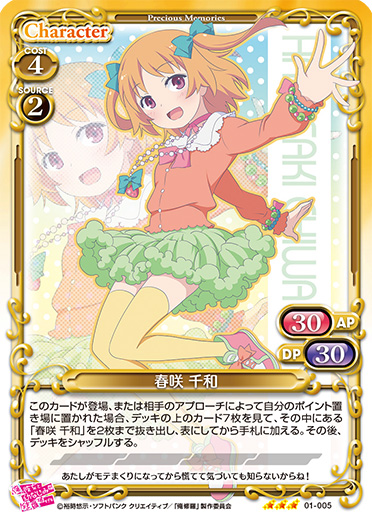 Precious Memories
Character
COST
4
SOURCE
2
HARUSAKI CHIWA
30 AP
DP 30
春咲 千和
このカードが登場、または相手のアプローチによって自分のポイント置
き場に置かれた場合、デッキの上のカード7枚を見て、その中にある
「春咲 千和」を2枚まで抜き出し、表にしてから手札に加える。その後、
デッキをシャッフルする。
あたしがモテまくりになってから慌てて気づいても知らないからね!
©裕時悠示・ソフトバンク クリエイティブ/「俺修羅」製作委員会
01-005